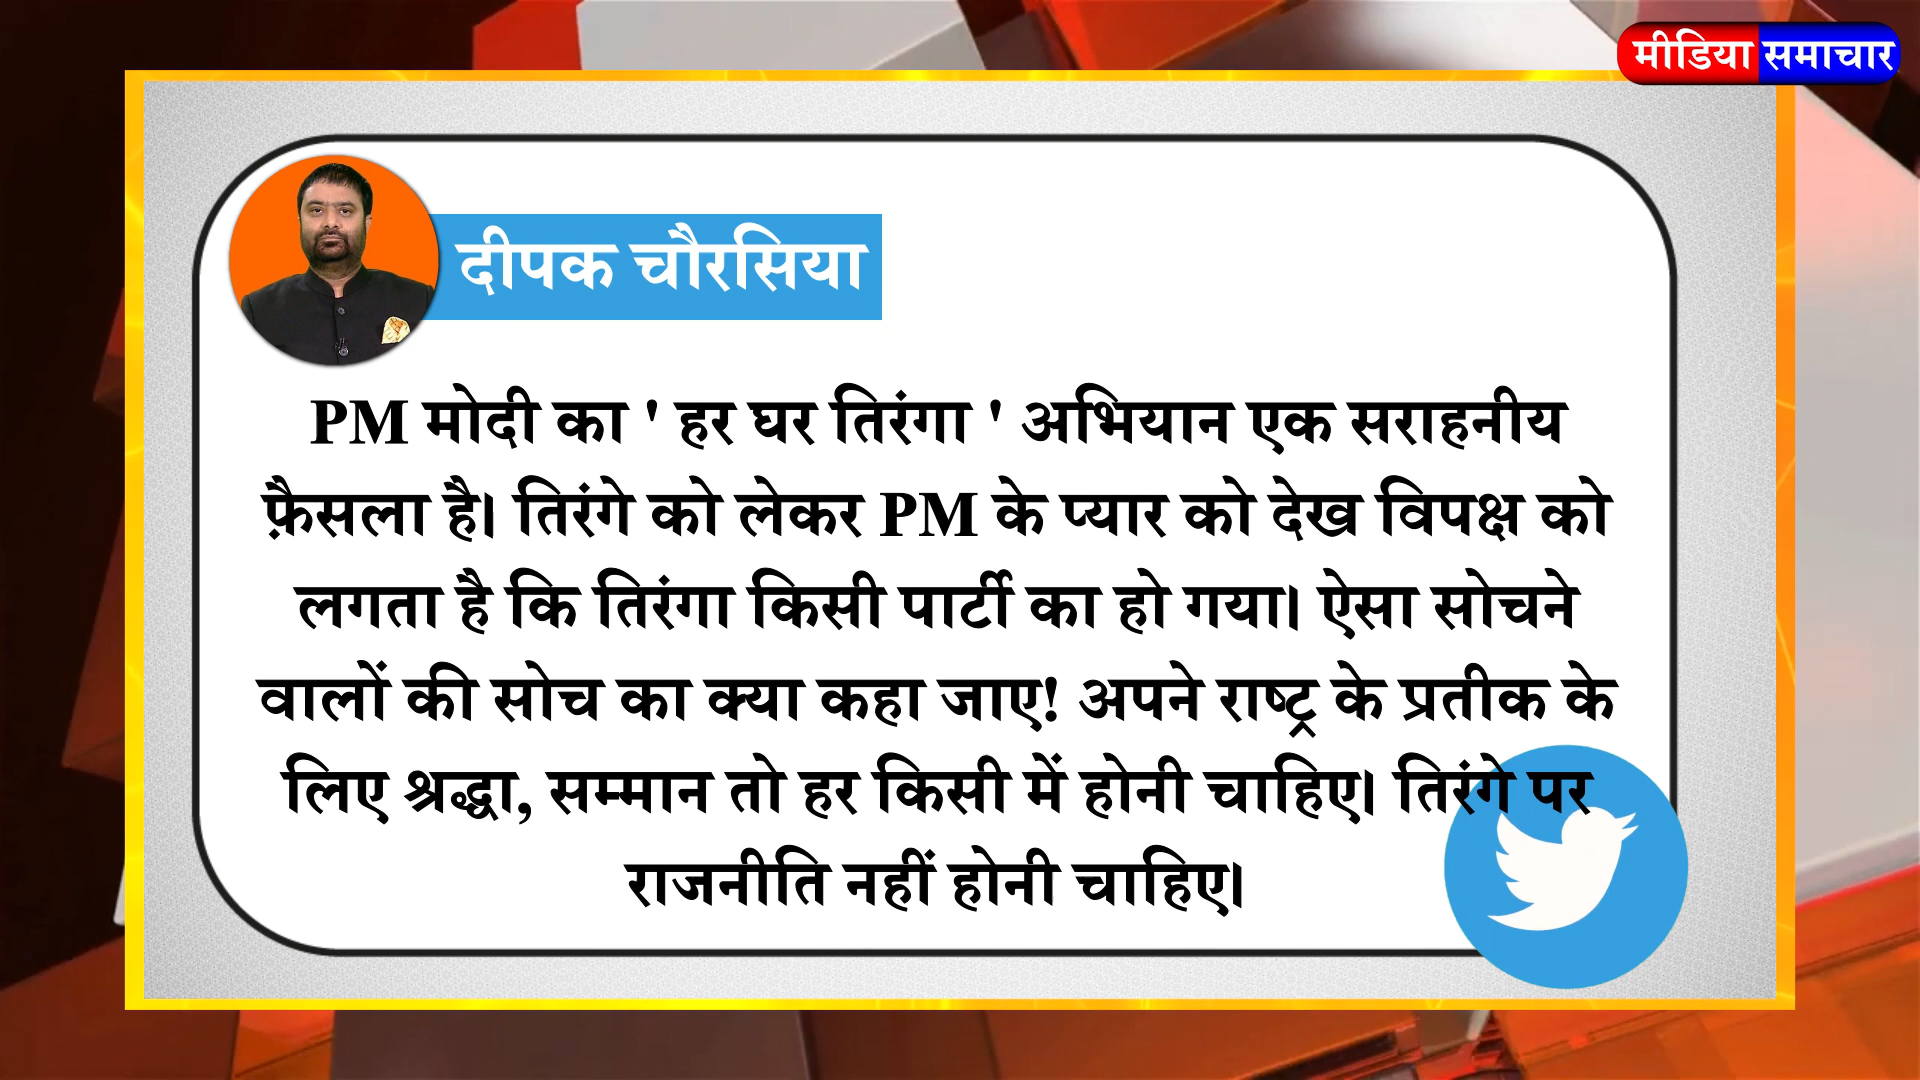 मीडिया समाचार
दीपक चौरसिया
PM मोदी का ' हर घर तिरंगा ' अभियान एक सराहनीय
फ़ैसला है। तिरंगे को लेकर PM के प्यार को देख विपक्ष को
लगता है कि तिरंगा किसी पार्टी का हो गया। ऐसा सोचने
वालों की सोच का क्या कहा जाए! अपने राष्ट्र के प्रतीक के
लिए श्रद्धा, सम्मान तो हर किसी में होनी चाहिए। तिरंगे पर
राजनीति नहीं होनी चाहिए।